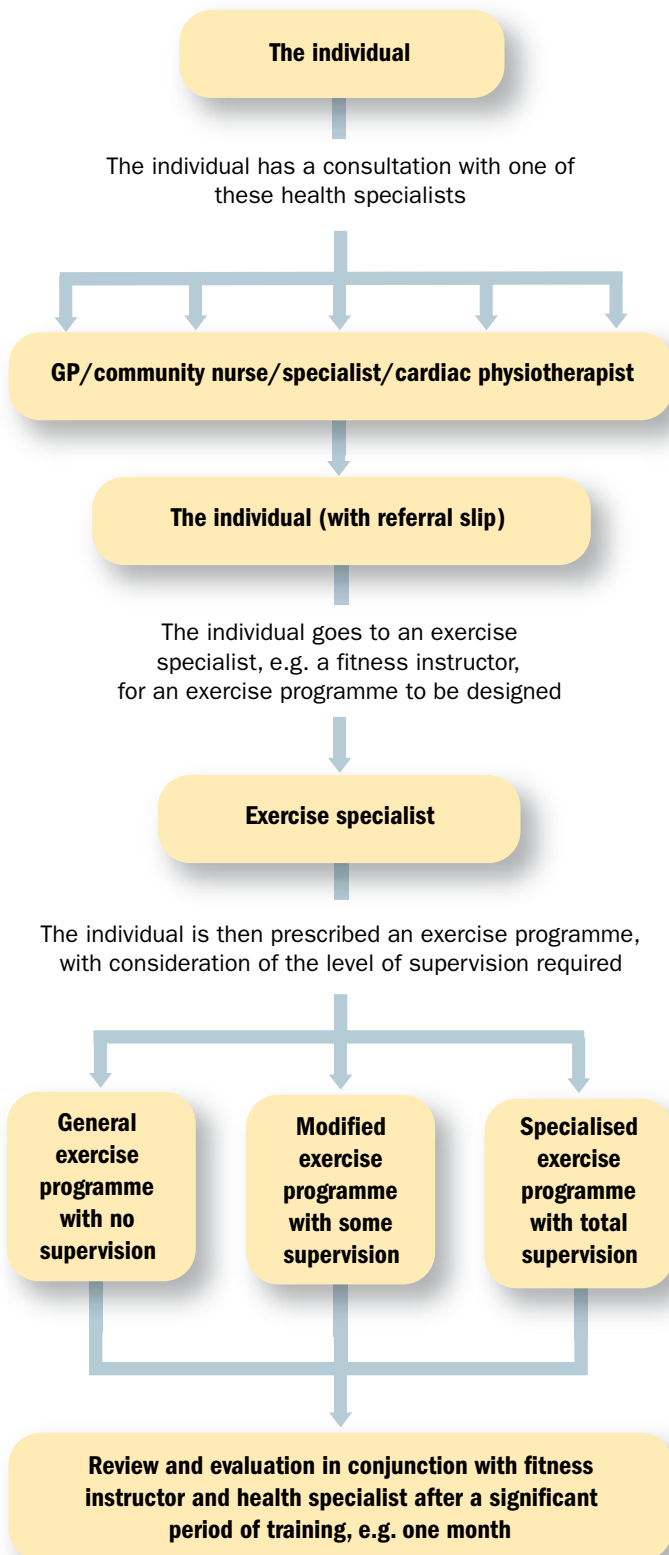 The individual
The individual has a consultation with one of
these health specialists
GP/community nurse/specialist/cardiac physiotherapist
The individual (with referral slip)
The individual goes to an exercise
specialist, e.g. a fitness instructor,
for an exercise programme to be designed
Exercise specialist
The individual is then prescribed an exercise programme,
with consideration of the level of supervision required
General
exercise
programme
with no
supervision
Modified
exercise
programme
with some
supervision
Specialised
exercise
programme
with total
supervision
Review and evaluation in conjunction with fitness
instructor and health specialist after a significant
period of training, e.g. one month